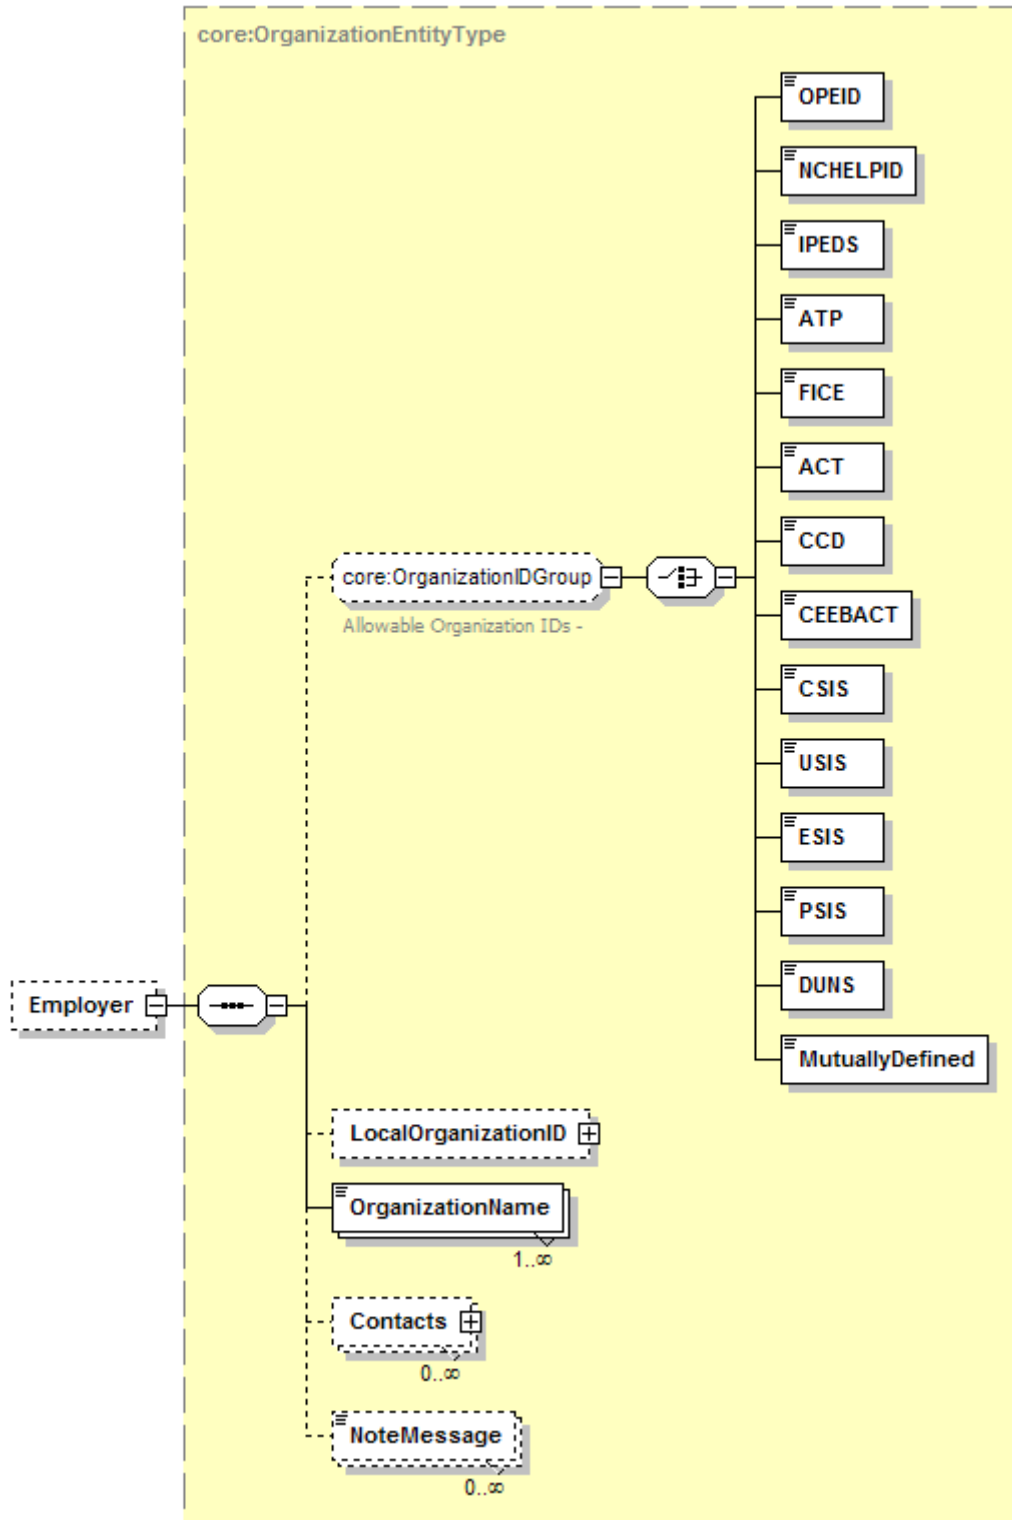 core:OrganizationEntityType
OPEID
NCHELPID
IPEDS
ATP
FICE
ACT
CCD
core:OrganizationIDGroup
Allowable Organization IDs -
CEEBACT
CSIS
USIS
ESIS
PSIS
DUNS
Employer
MutuallyDefined
LocalOrganizationID
OrganizationName
1..∞
Contacts
0..∞
NoteMessage
0..∞